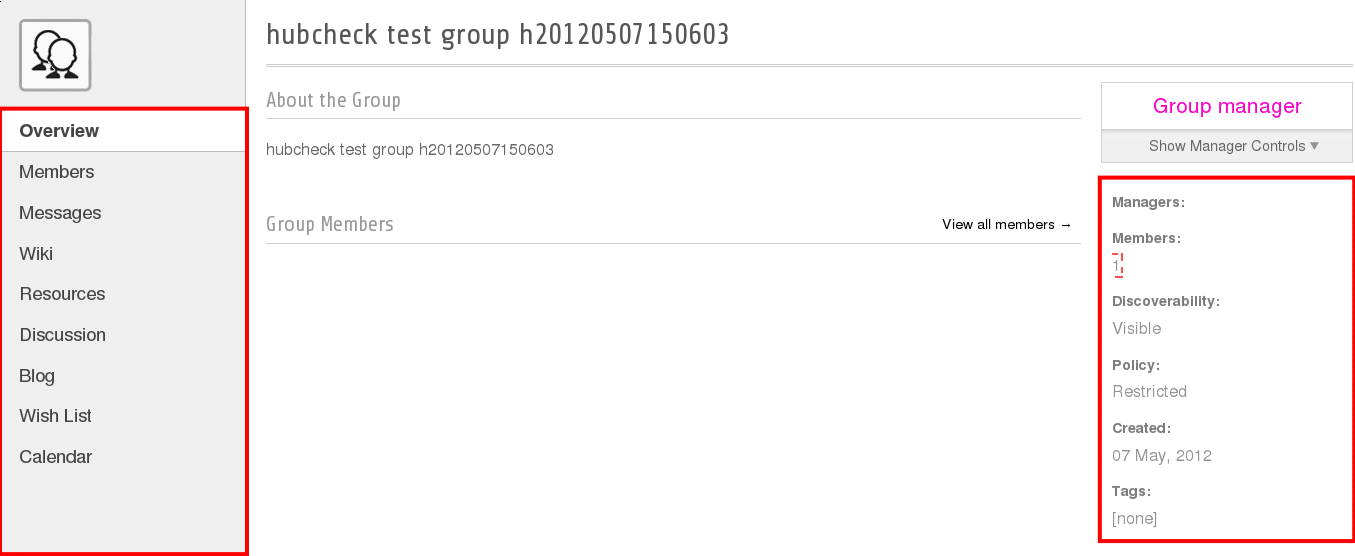 hubcheck test group h20120507150603
Overview
Members
Messages
Wiki
Resources
Discussion
Blog
Wish List
Calendar
About the Group
hubcheck test group h20120507150603
Group Members
View all members →
Group manager
Show Manager Controls ▼
Managers:
Members:
1
Discoverability:
Visible
Policy:
Restricted
Created:
07 May, 2012
Tags:
[none]